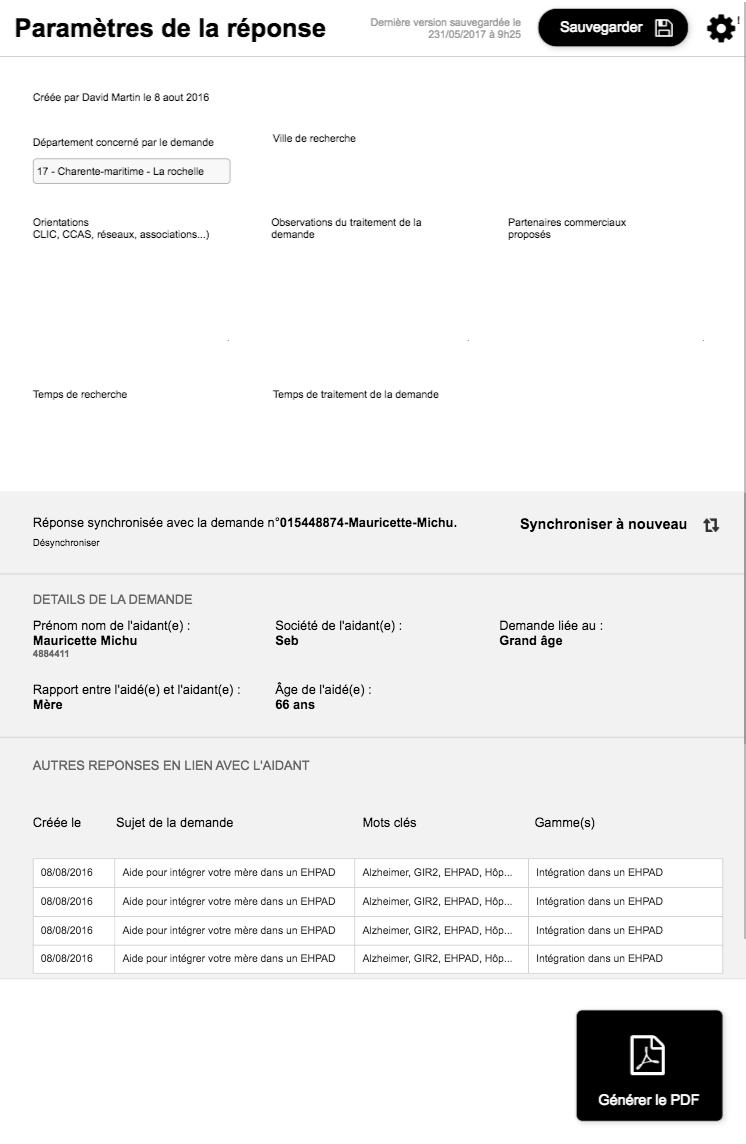 Paramètres de la réponse
Dernière version sauvegardée le
231/05/2017 à 9h25
Sauvegarder
!
Créée par David Martin le 8 aout 2016
Département concerné par le demande
Ville de recherche
17 - Charente-maritime - La rochelle
Orientations
CLIC, CCAS, réseaux, associations...)
Observations du traitement de la
demande
Partenaires commerciaux
proposés
Temps de recherche
Temps de traitement de la demande
Réponse synchronisée avec la demande n°015448874-Mauricette-Michu.
Désynchroniser
Synchroniser à nouveau
DETAILS DE LA DEMANDE
Prénom nom de l'aidant(e) :
Mauricette Michu
4884411
Société de l'aidant(e) :
Seb
Demande liée au :
Grand âge
Rapport entre l'aidé(e) et l'aidant(e) :
Mère
Âge de l'aidé(e) :
66 ans
AUTRES REPONSES EN LIEN AVEC L'AIDANT
Créée le Sujet de la demande Mots clés Gamme(s)
08/08/2016 Aide pour intégrer votre mère dans un EHPAD Alzheimer, GIR2, EHPAD, Hôp... Intégration dans un EHPAD
08/08/2016 Aide pour intégrer votre mère dans un EHPAD Alzheimer, GIR2, EHPAD, Hôp... Intégration dans un EHPAD
08/08/2016 Aide pour intégrer votre mère dans un EHPAD Alzheimer, GIR2, EHPAD, Hôp... Intégration dans un EHPAD
08/08/2016 Aide pour intégrer votre mère dans un EHPAD Alzheimer, GIR2, EHPAD, Hôp... Intégration dans un EHPAD
Générer le PDF